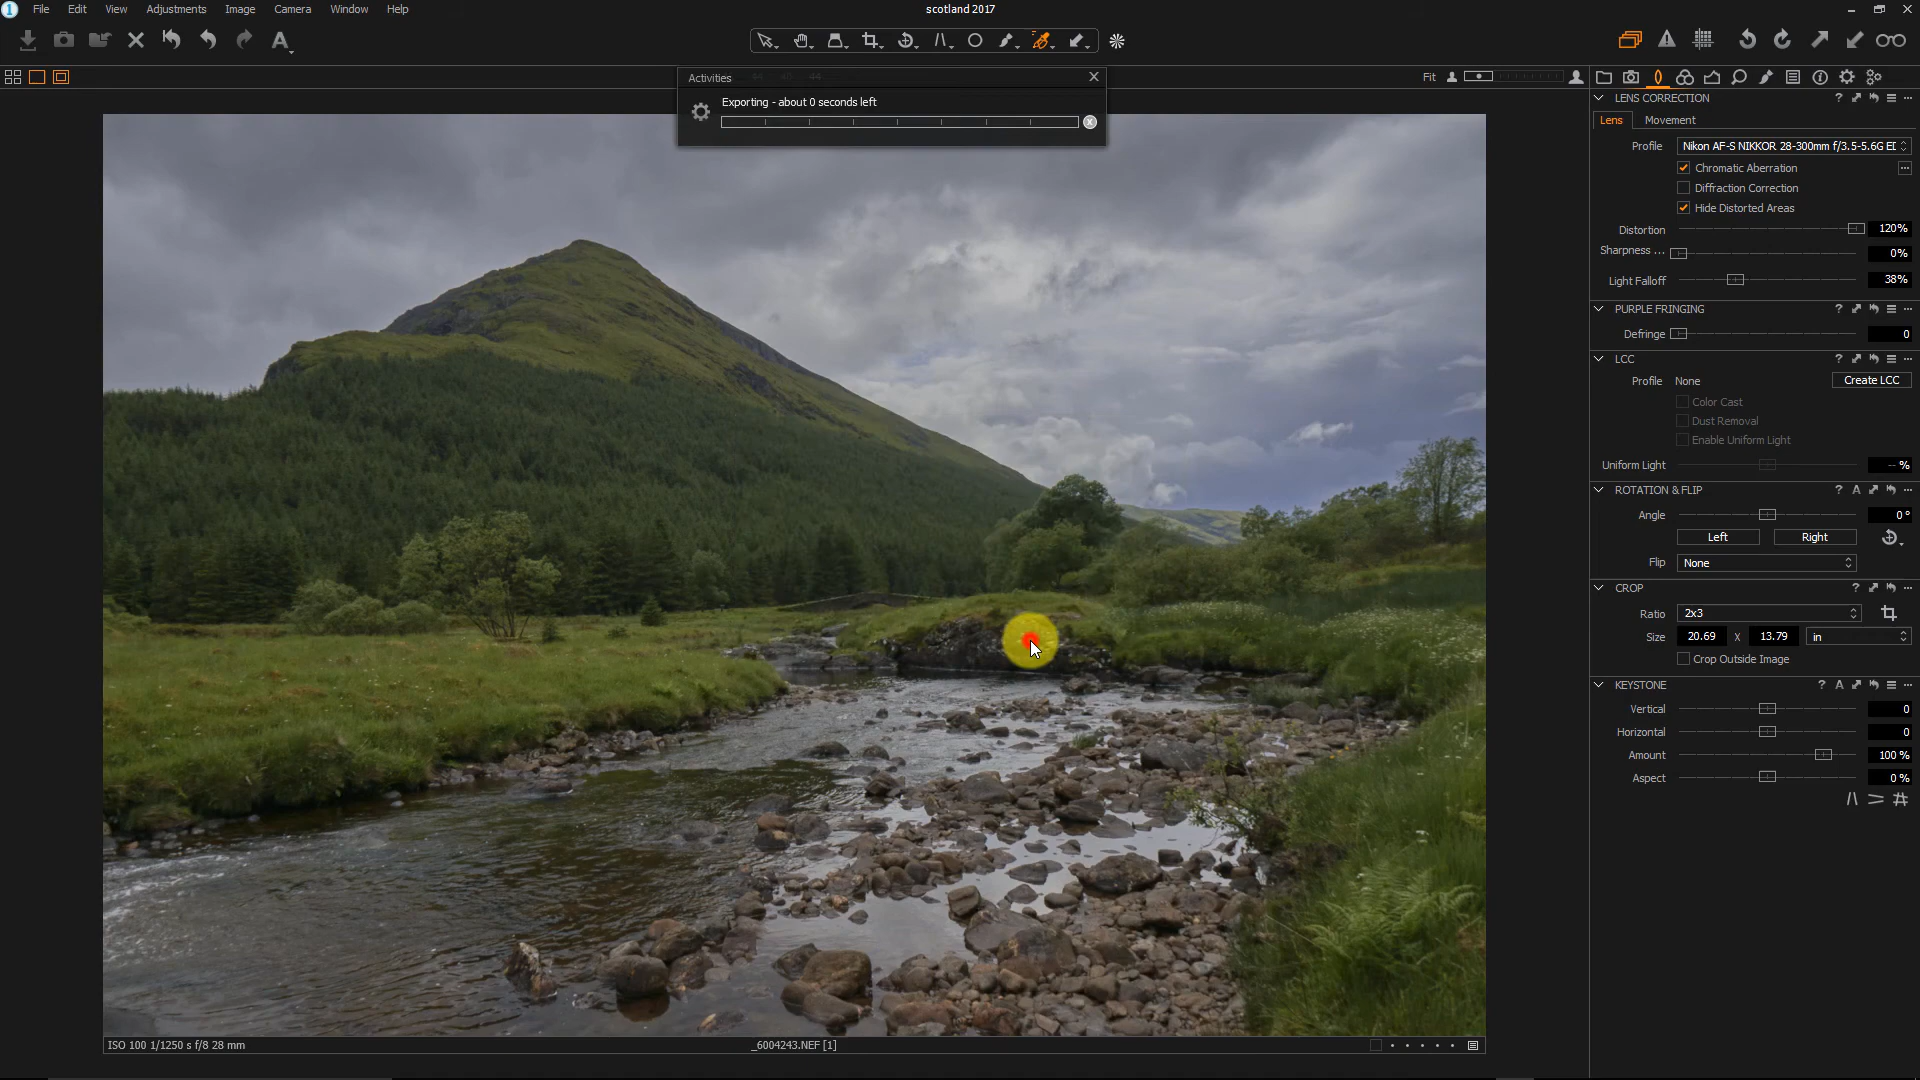 File Edit View Adjustments Image Camera Window Help
scotland 2017
Activities
Exporting - about 0 seconds left
Fit
LENS CORRECTION
Lens Movement
Profile Nikon AF-S NIKKOR 28-300mm f/3.5-5.6G ED
Chromatic Aberration
Diffraction Correction
Hide Distorted Areas
Distortion 120%
Sharpness ... 0%
Light Falloff 38%
PURPLE FRINGING
Defringe 0
LCC
Profile None Create LCC
Color Cast
Dust Removal
Enable Uniform Light
Uniform Light -- %
ROTATION & FLIP
Angle 0 °
Left Right
Flip None
CROP
Ratio 2x3
Size 20.69 X 13.79 in
Crop Outside Image
KEYSTONE
Vertical 0
Horizontal 0
Amount 100 %
Aspect 0 %
ISO 100 1/1250 s f/8 28 mm
_6004243.NEF [1]